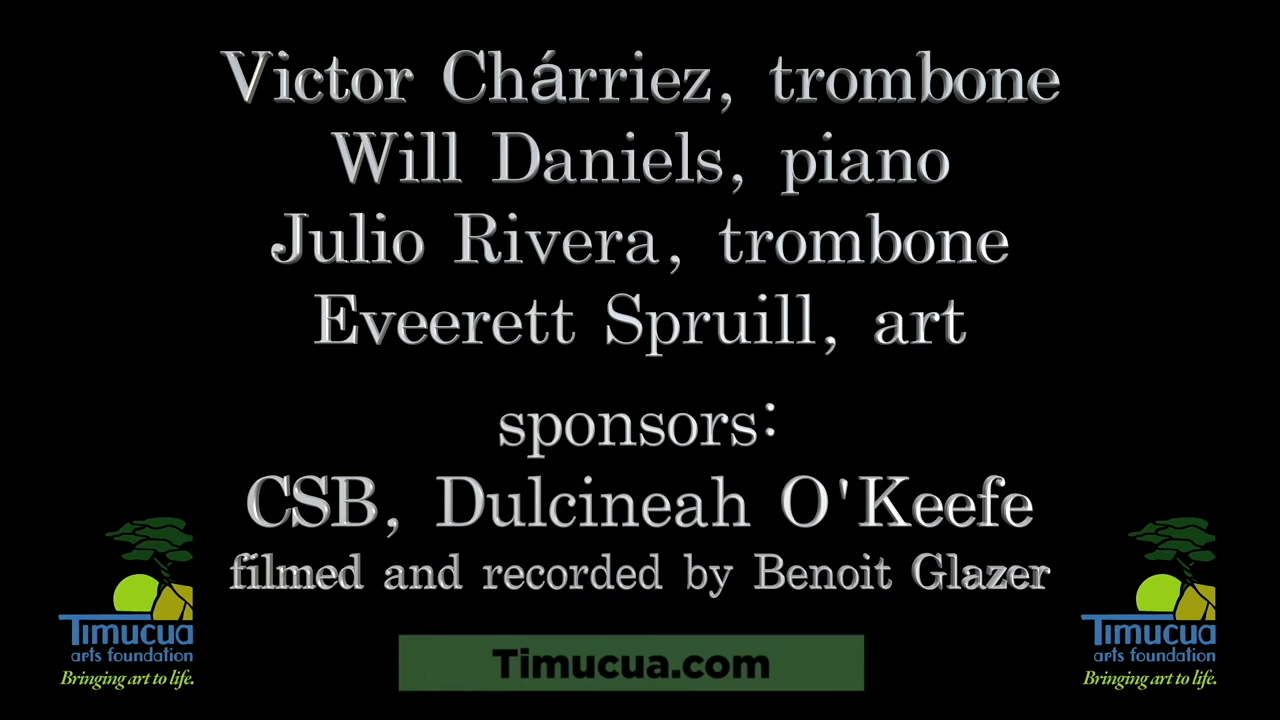 Victor Chárriez, trombone
Will Daniels, piano
Julio Rivera, trombone
Eveerett Spruill, art
sponsors:
CSB, Dulcineah O'Keefe
filmed and recorded by Benoit Glazer
Timucua
arts foundation
Bringing art to life.
Timucua.com
Timucua
arts foundation
Bringing art to life.